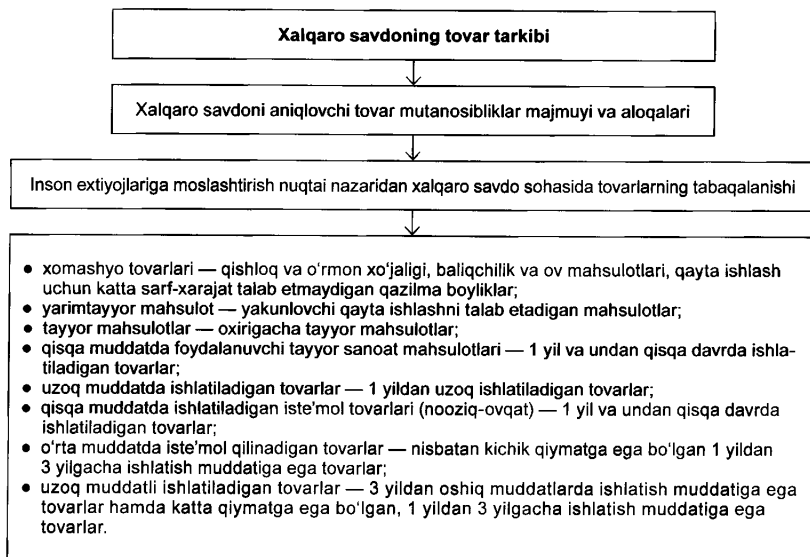 Xalqaro savdoning tovar tarkibi
Xalqaro savdoni aniqlovchi tovar mutanosibliklar majmuyi va aloqalari
Inson extiyojlariga moslashtirish nuqtai nazaridan xalqaro savdo sohasida tovarlarning tabaqalanishi
● xomashyo tovarlari — qishloq va o‘rmon xo‘jaligi, baliqchilik va ov mahsulotlari, qayta ishlash
uchun katta sarf-xarajat talab etmaydigan qazilma boyliklar;
● yarimtayyor mahsulot — yakunlovchi qayta ishlashni talab etadigan mahsulotlar;
● tayyor mahsulotlar — oxirigacha tayyor mahsulotlar;
● qisqa muddatda foydalanuvchi tayyor sanoat mahsulotlari — 1 yil va undan qisqa davrda ishla-
tiladigan tovarlar;
● uzoq muddatda ishlatiladigan tovarlar — 1 yildan uzoq ishlatiladigan tovarlar;
● qisqa muddatda ishlatiladigan iste’mol tovarlari (nooziq-ovqat) — 1 yil va undan qisqa davrda
ishlatiladigan tovarlar;
● o‘rta muddatda iste’mol qilinadigan tovarlar — nisbatan kichik qiymatga ega bo‘lgan 1 yildan
3 yilgacha ishlatish muddatiga ega tovarlar;
● uzoq muddatli ishlatiladigan tovarlar — 3 yildan oshiq muddatlarda ishlatish muddatiga ega
tovarlar hamda katta qiymatga ega bo‘lgan, 1 yildan 3 yilgacha ishlatish muddatiga ega
tovarlar.